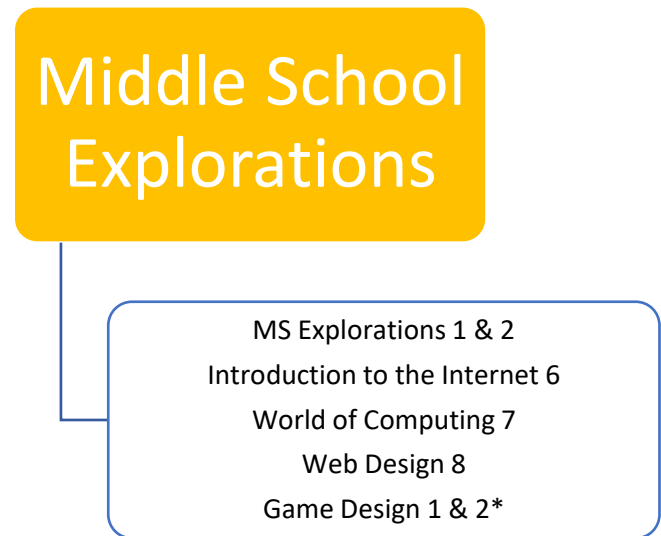 Middle School
Explorations
MS Explorations 1 & 2
Introduction to the Internet 6
World of Computing 7
Web Design 8
Game Design 1 & 2*